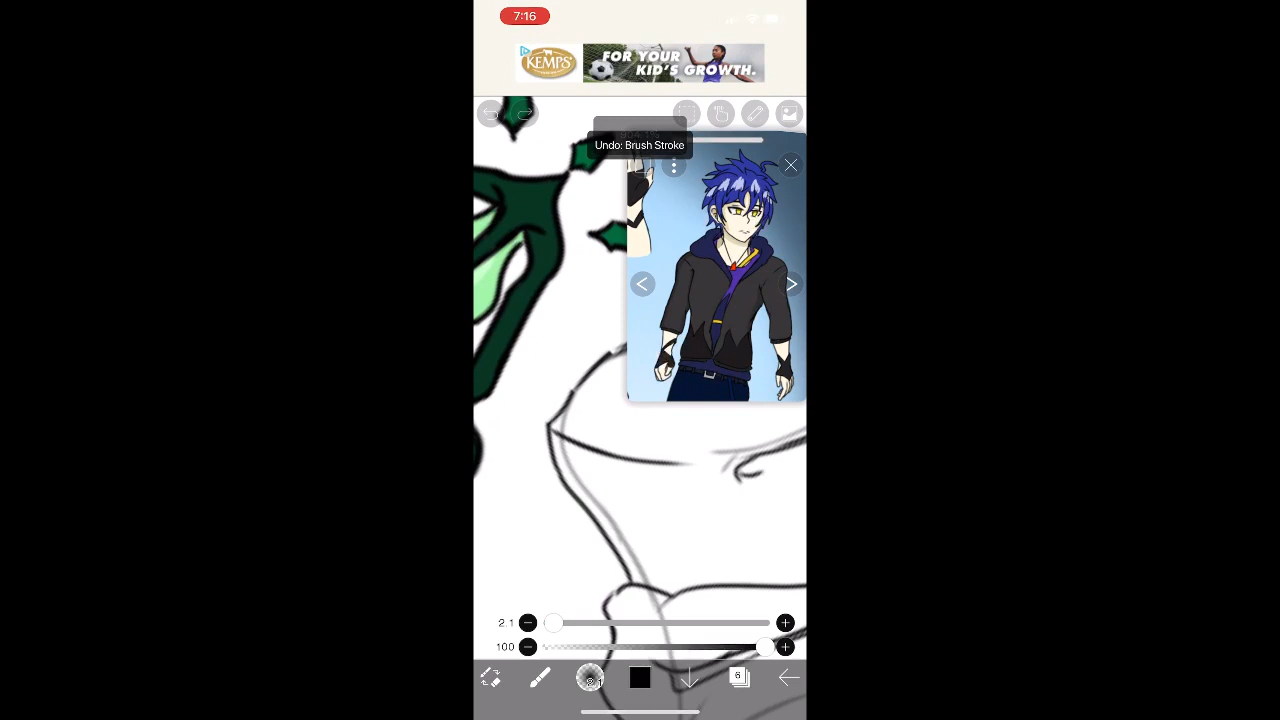 7:16
KEMPS
FOR YOUR
KID'S GROWTH.
Undo: Brush Stroke
2.1
100
6